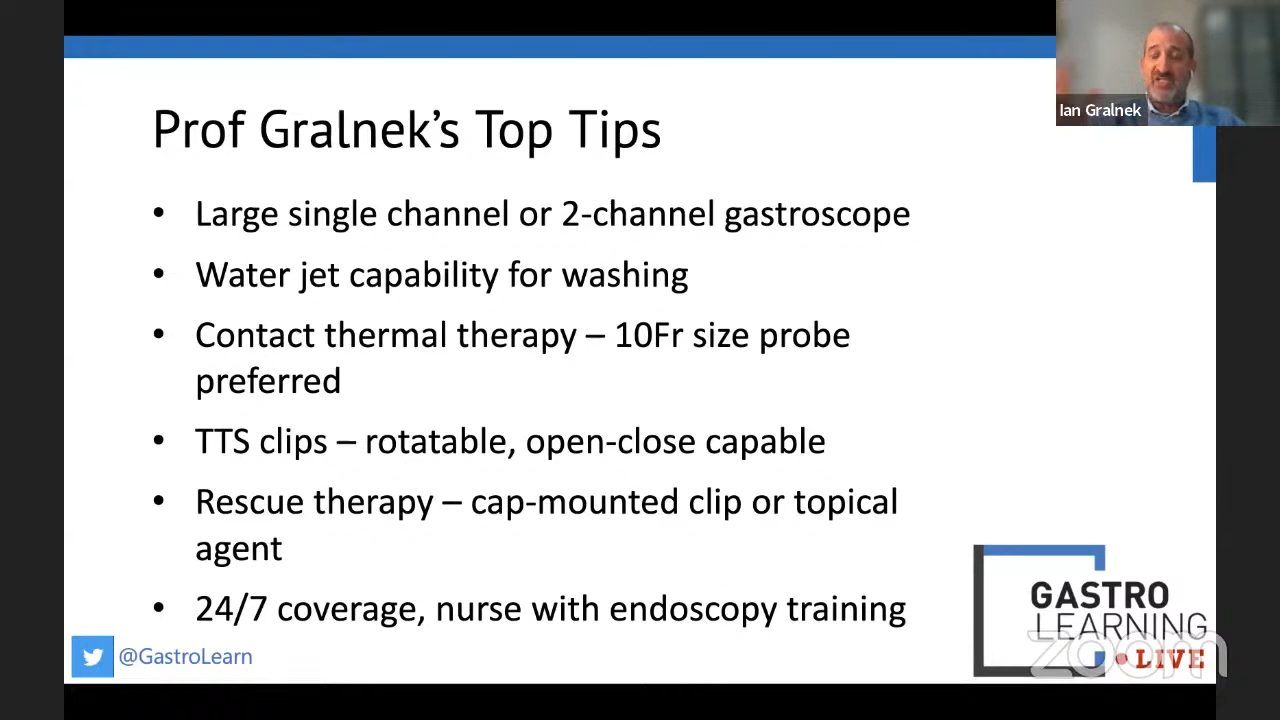 Ian Gralnek
Prof Gralnek's Top Tips
• Large single channel or 2-channel gastroscope
• Water jet capability for washing
• Contact thermal therapy – 10Fr size probe
preferred
• TTS clips – rotatable, open-close capable
• Rescue therapy – cap-mounted clip or topical
agent
• 24/7 coverage, nurse with endoscopy training
@GastroLearn
GASTRO
LEARNING
LIVE
zoom